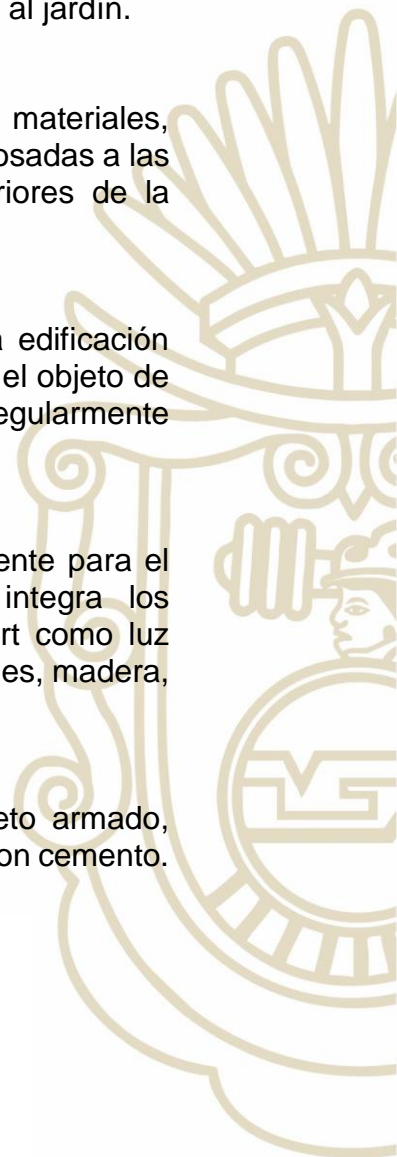 al jardín.
materiales,
osadas a las
riores de la
edificación
el objeto de
egularmente
ente para el
integra los
rt como luz
es, madera,
eto armado,
on cemento.